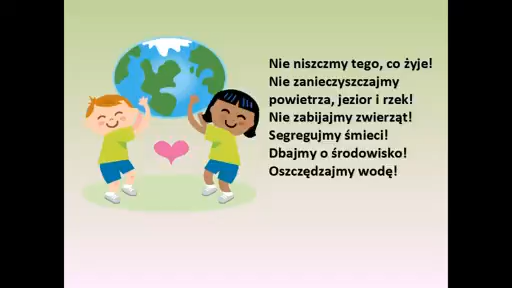 Nie niszczmy tego, co żyje!
Nie zanieczyszczajmy
powietrza, jezior i rzek!
Nie zabijajmy zwierząt!
Segregujmy śmieci!
Dbajmy o środowisko!
Oszczędzajmy wodę!